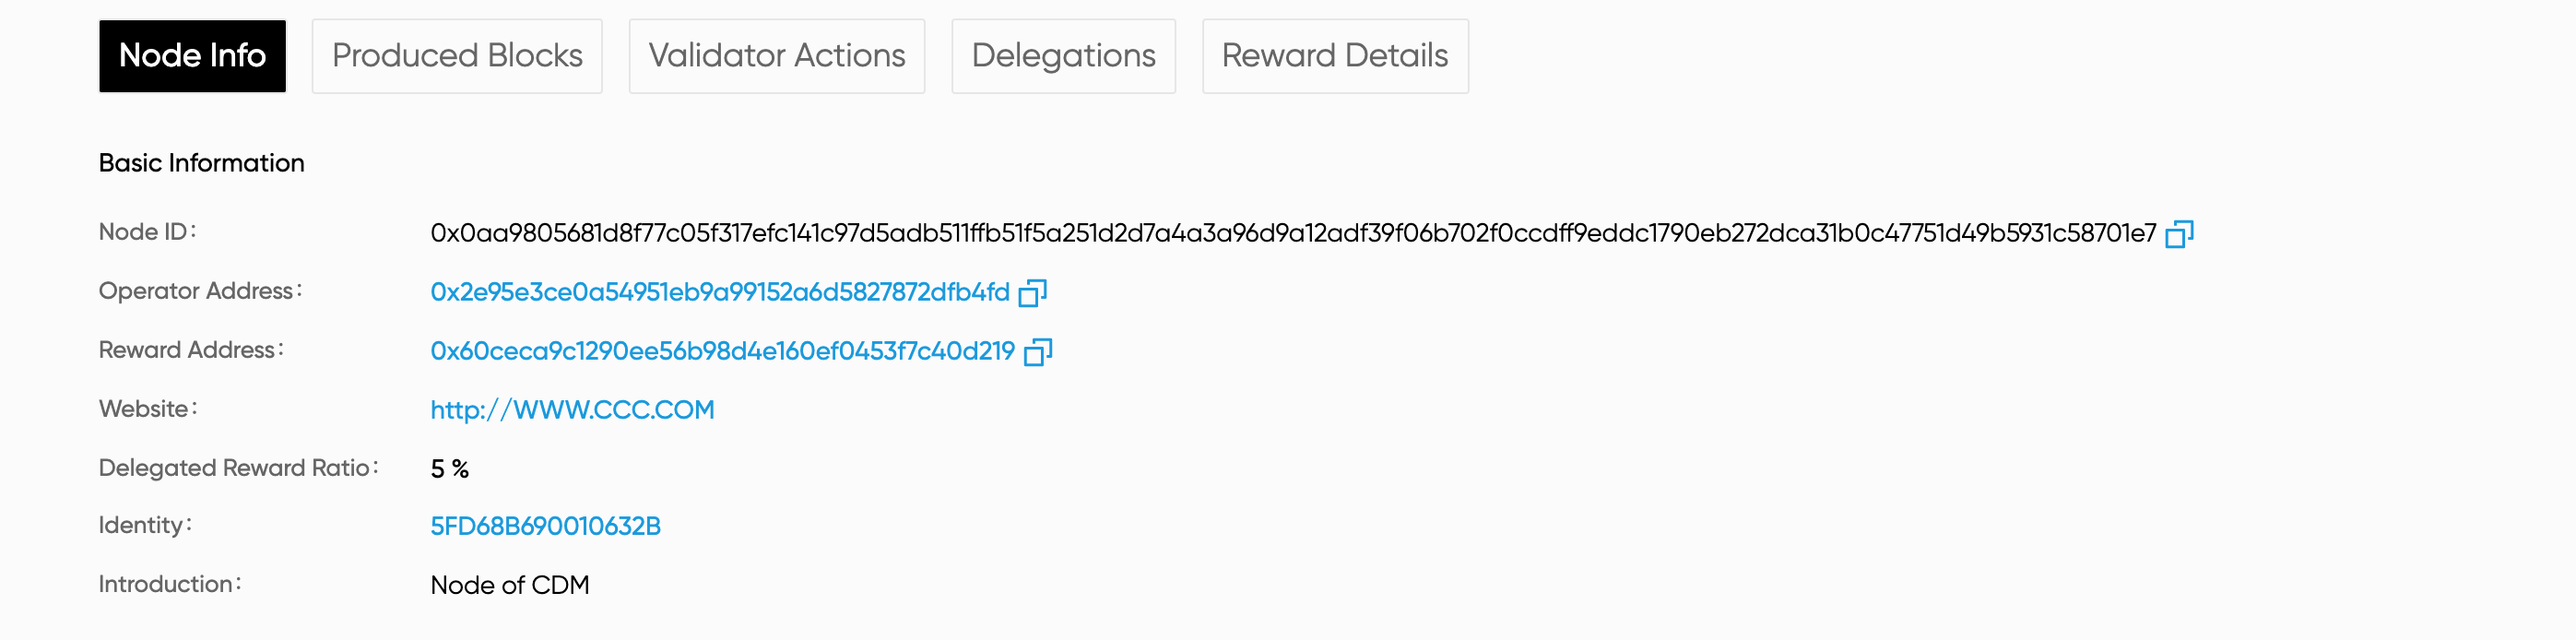 Node Info Produced Blocks Validator Actions Delegations Reward Details
Basic Information
Node ID: 0x0aa9805681d8f77c05f317efc141c97d5adb511ffb51f5a251d2d7a4a3a96d9a12adf39f06b702f0ccdff9eddc1790eb272dca31b0c47751d49b5931c58701e7
Operator Address: 0x2e95e3ce0a54951eb9a99152a6d5827872dfb4fd
Reward Address: 0x60ceca9c1290ee56b98d4e160ef0453f7c40d219
Website: http://WWW.CCC.COM
Delegated Reward Ratio: 5 %
Identity: 5FD68B690010632B
Introduction: Node of CDM